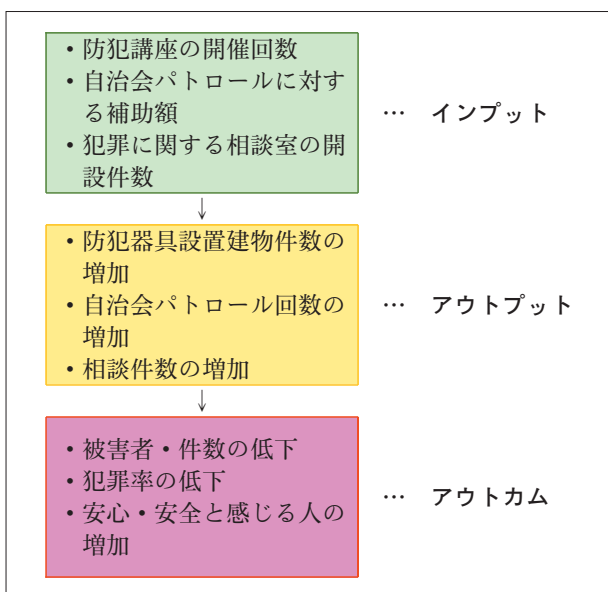 ・防犯講座の開催回数
・自治会パトロールに対す
る補助額
・犯罪に関する相談室の開
設件数
… インプット
↓
・防犯器具設置建物件数の
増加
・自治会パトロール回数の
増加
・相談件数の増加
… アウトプット
↓
・被害者・件数の低下
・犯罪率の低下
・安心・安全と感じる人の
増加
… アウトカム